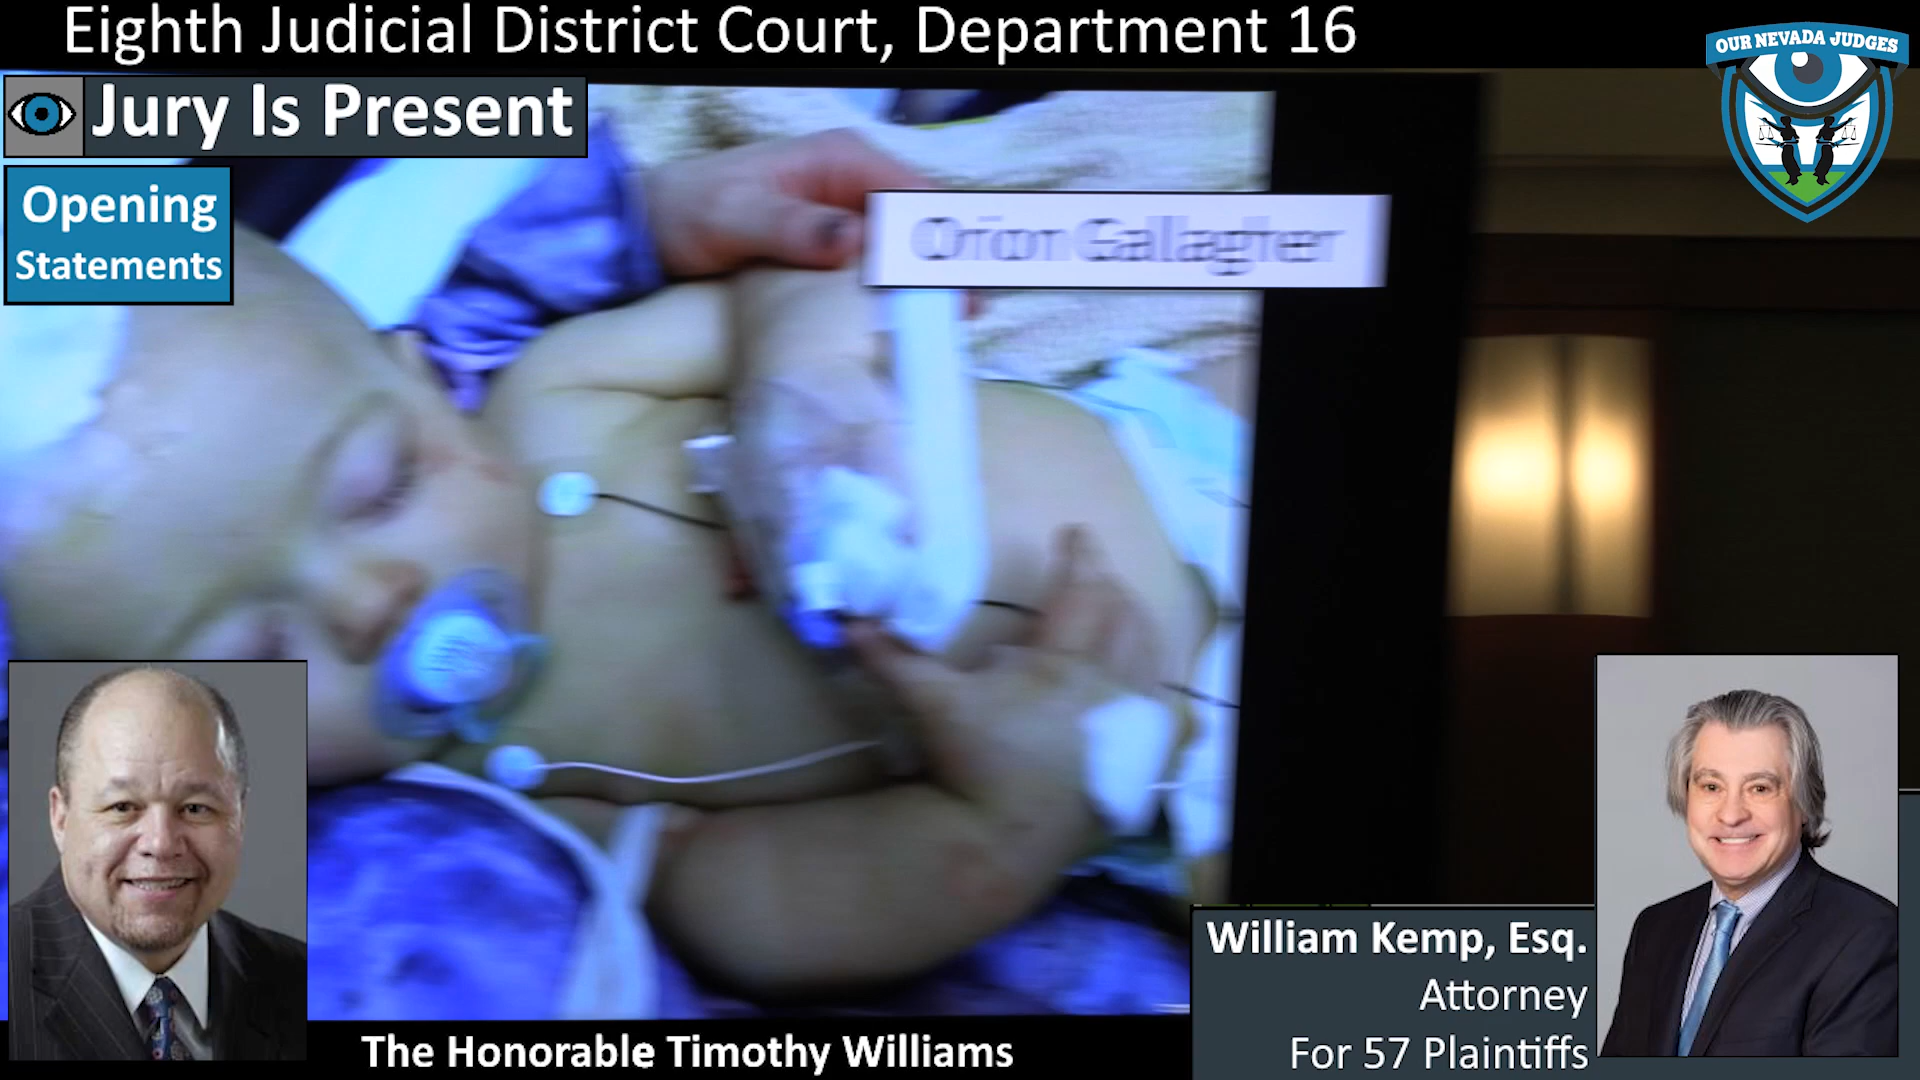 Eighth Judicial District Court, Department 16
OUR NEVADA JUDGES
Jury Is Present
Opening
Statements
Orion Gallagher
William Kemp, Esq.
Attorney
For 57 Plaintiffs
The Honorable Timothy Williams